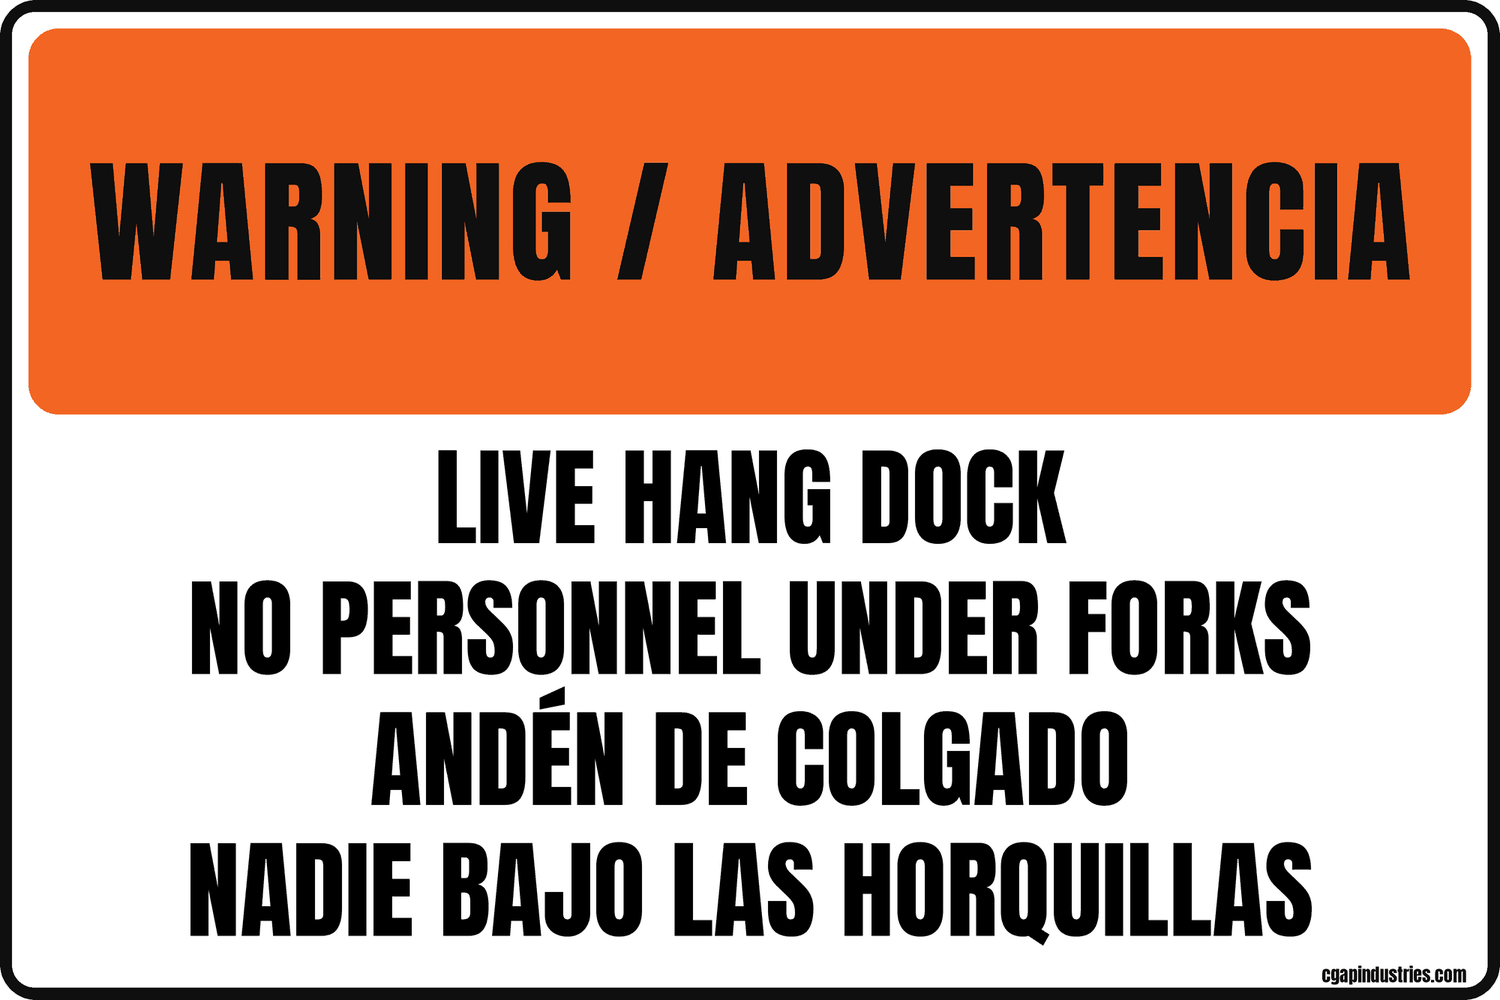 WARNING / ADVERTENCIA
LIVE HANG DOCK
NO PERSONNEL UNDER FORKS
ANDÉN DE COLGADO
NADIE BAJO LAS HORQUILLAS
cgapindustries.com